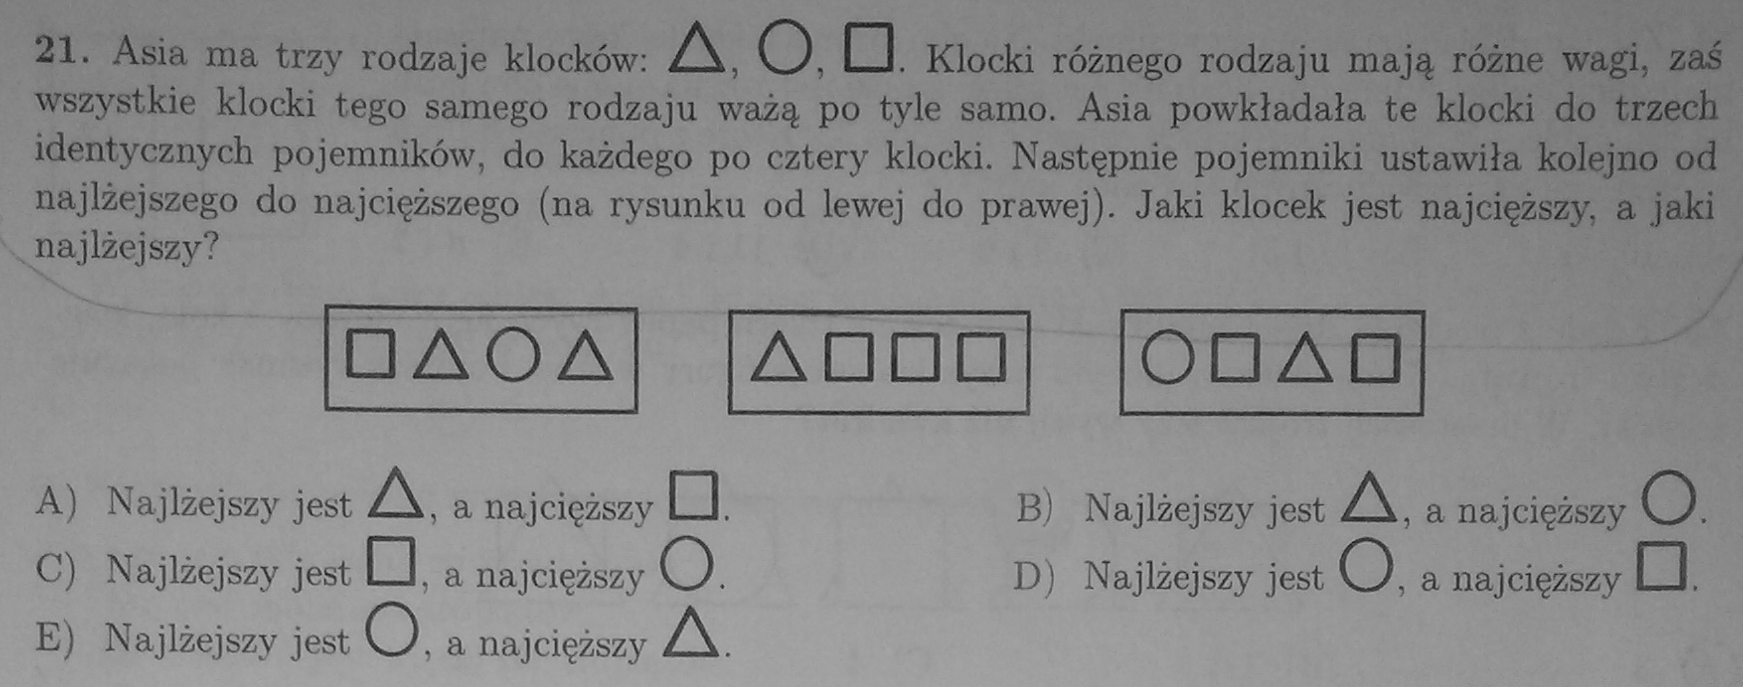 21. Asia ma trzy rodzaje klocków: △, ○, □. Klocki różnego rodzaju mają różne wagi, zaś
wszystkie klocki tego samego rodzaju ważą po tyle samo. Asia powkładała te klocki do trzech
identycznych pojemników, do każdego po cztery klocki. Następnie pojemniki ustawiła kolejno od
najlżejszego do najcięższego (na rysunku od lewej do prawej). Jaki klocek jest najcięższy, a jaki
najlżejszy?
A) Najlżejszy jest △, a najcięższy □.
B) Najlżejszy jest △, a najcięższy ○.
C) Najlżejszy jest □, a najcięższy ○.
D) Najlżejszy jest ○, a najcięższy □.
E) Najlżejszy jest ○, a najcięższy △.